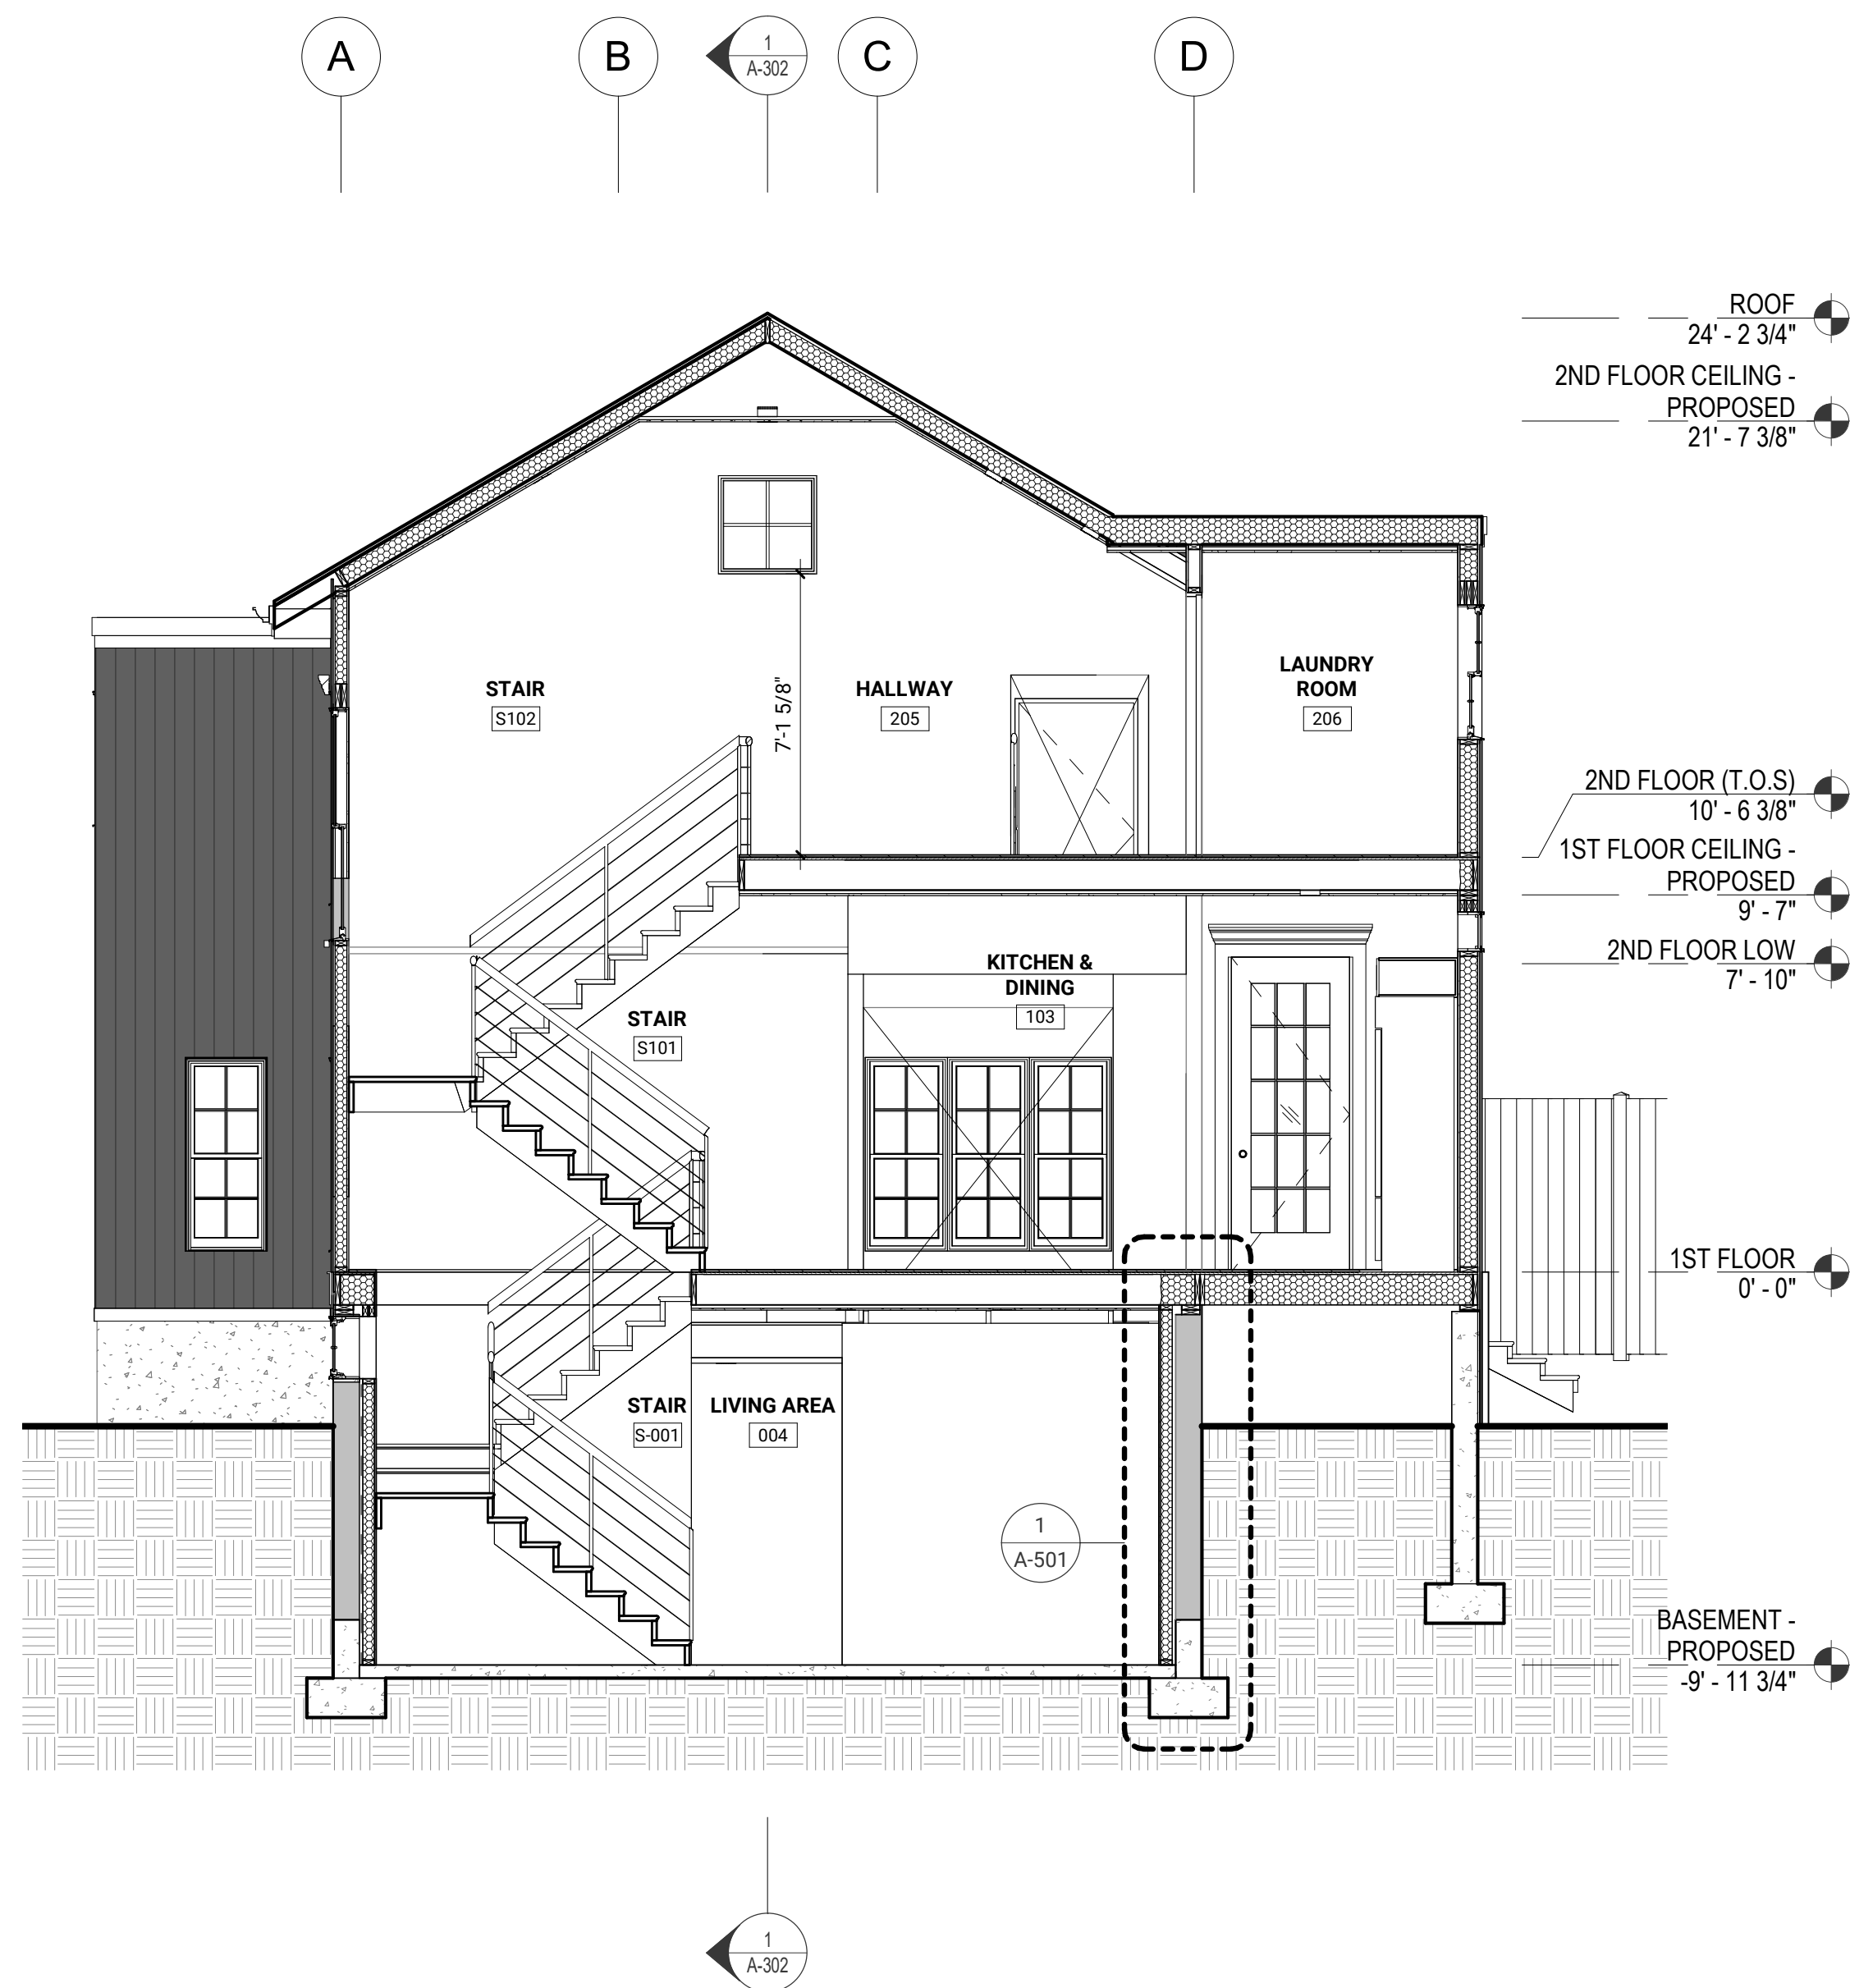 A
B
1
A-302
C
D
ROOF
24' - 2 3/4"
2ND FLOOR CEILING -
PROPOSED
21' - 7 3/8"
STAIR
S102
7'-1 5/8"
HALLWAY
205
LAUNDRY
ROOM
206
2ND FLOOR (T.O.S)
10' - 6 3/8"
1ST FLOOR CEILING -
PROPOSED
9' - 7"
2ND FLOOR LOW
7' - 10"
KITCHEN &
DINING
103
STAIR
S101
1ST FLOOR
0' - 0"
STAIR
S-001
LIVING AREA
004
1
A-501
BASEMENT -
PROPOSED
-9' - 11 3/4"
1
A-302